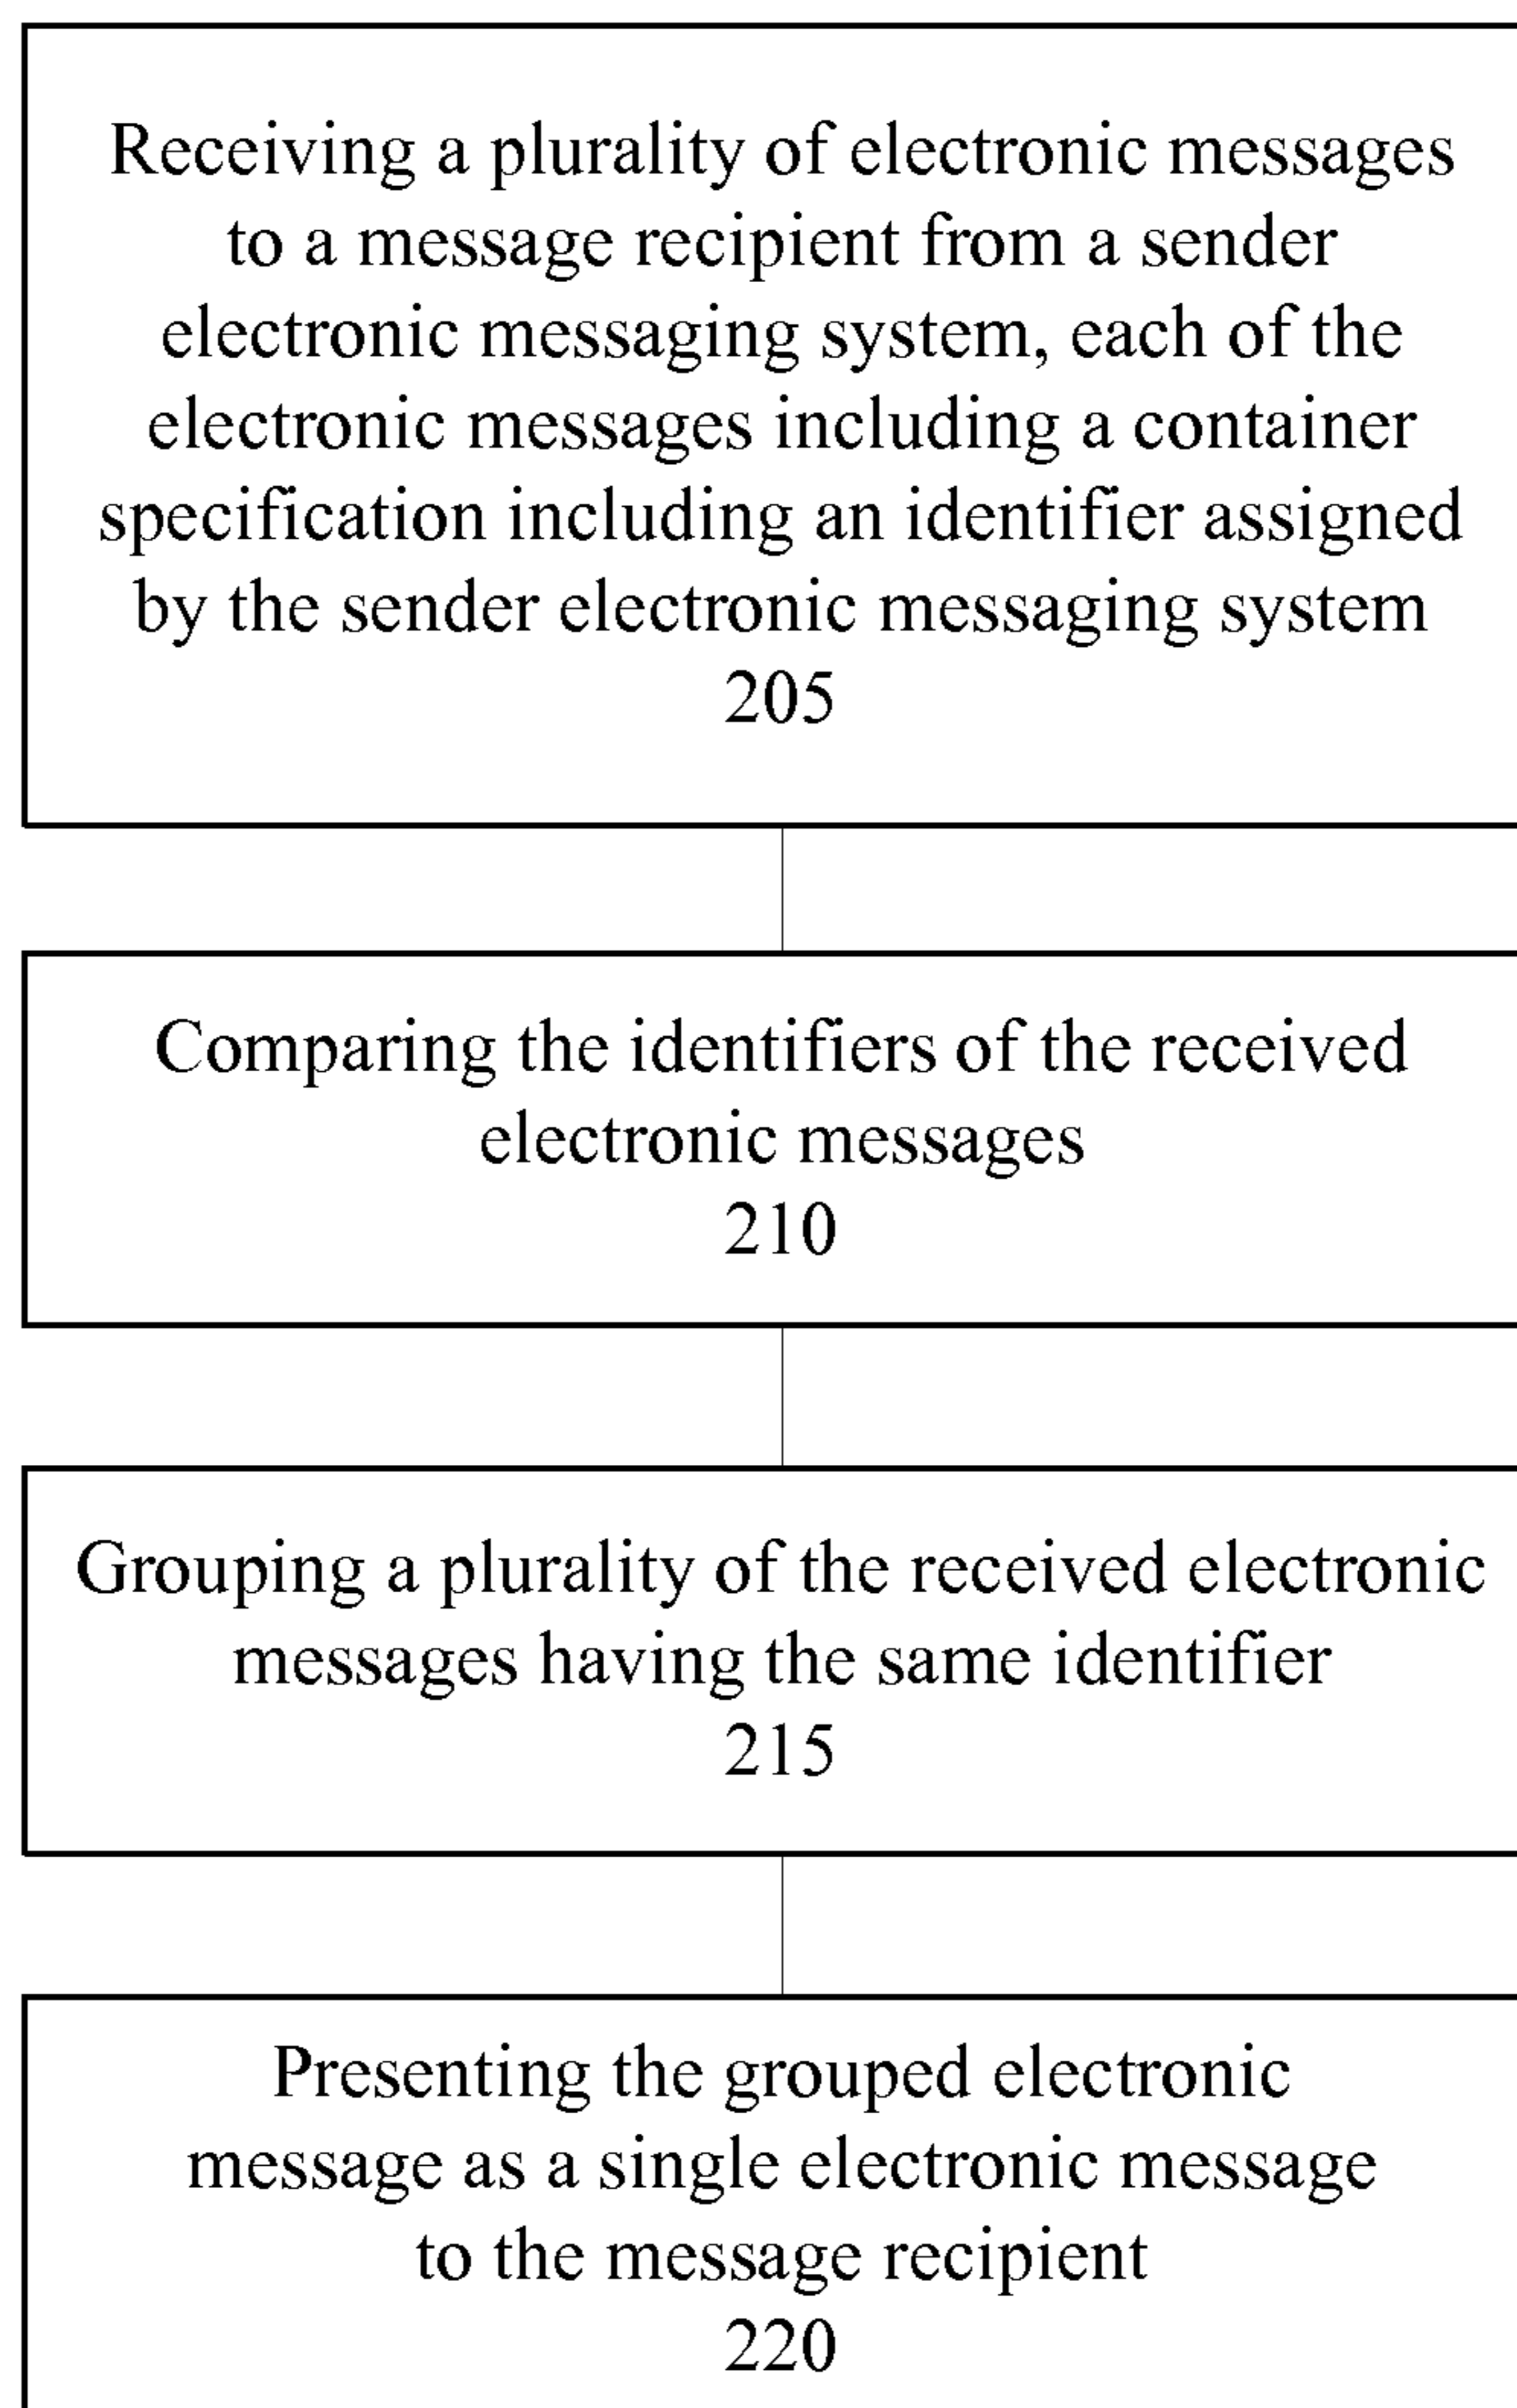 Receiving a plurality of electronic messages
to a message recipient from a sender
electronic messaging system, each of the
electronic messages including a container
specification including an identifier assigned
by the sender electronic messaging system
205
Comparing the identifiers of the received
electronic messages
210
Grouping a plurality of the received electronic
messages having the same identifier
215
Presenting the grouped electronic
message as a single electronic message
to the message recipient
220